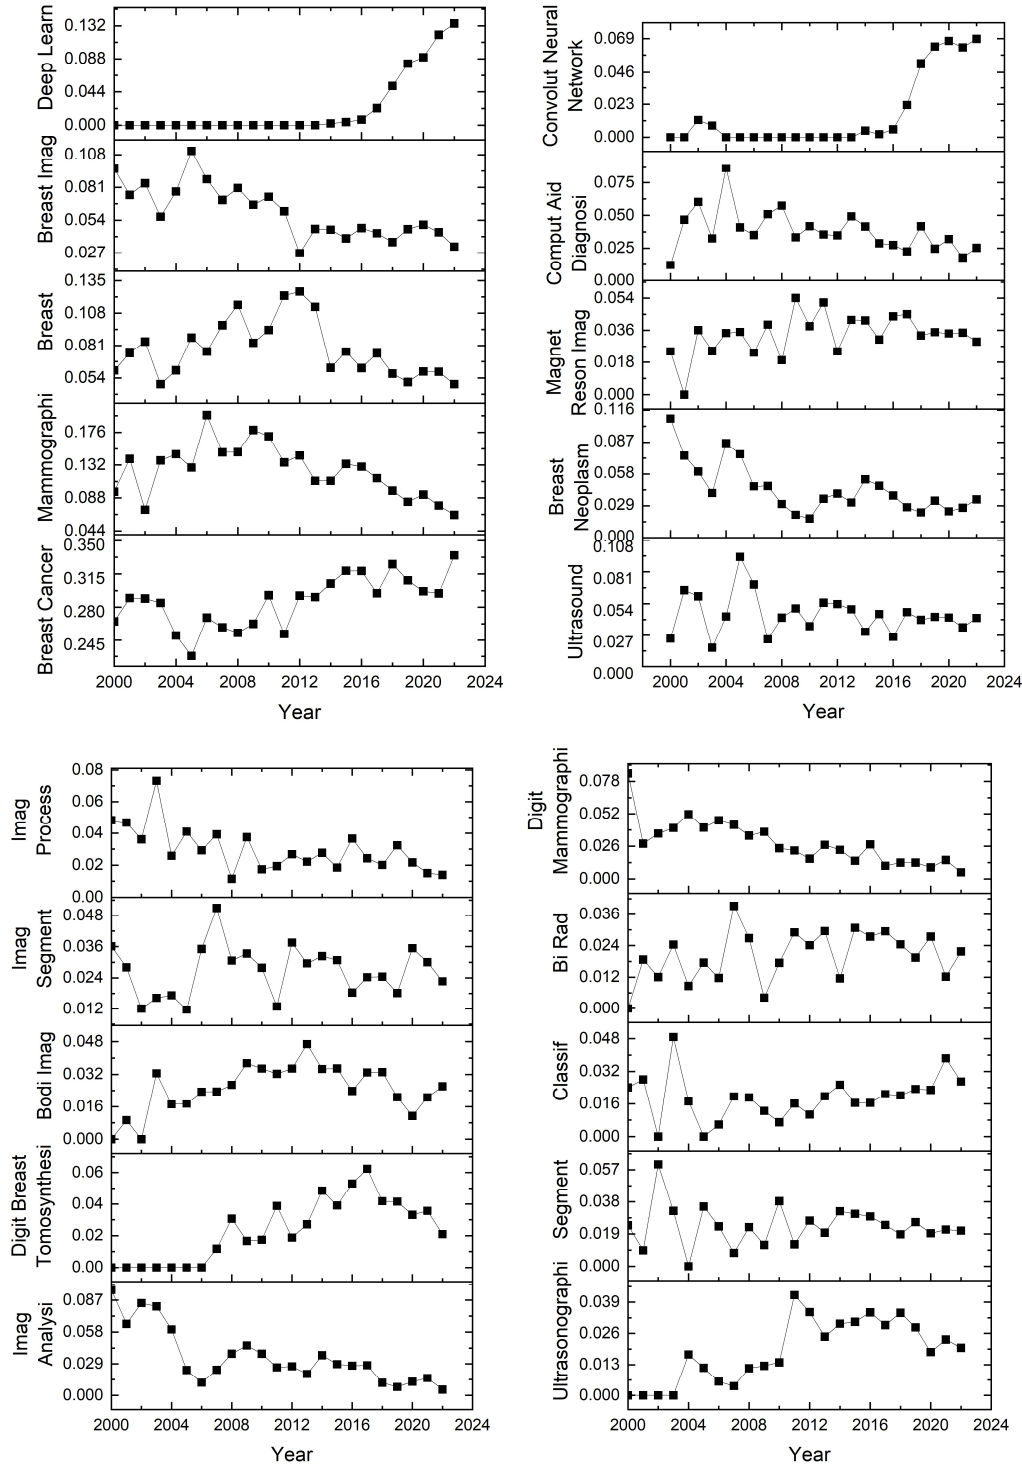 Deep Learn
0.132
0.088
0.044
0.000
Breast Imag
0.108
0.081
0.054
0.027
Breast
0.135
0.108
0.081
0.054
Mammographi
0.176
0.132
0.088
0.044
Breast Cancer
0.350
0.315
0.280
0.245
2000 2004 2008 2012 2016 2020 2024
Year
Convolut Neural
Network
0.069
0.046
0.023
0.000
Comput Aid
Diagnosi
0.075
0.050
0.025
0.000
Magnet
Reson Imag
0.054
0.036
0.018
0.000
Breast
Neoplasm
0.116
0.087
0.058
0.029
0.000
Ultrasound
0.108
0.081
0.054
0.027
0.000
2000 2004 2008 2012 2016 2020 2024
Year
Imag
Process
0.08
0.06
0.04
0.02
0.00
Imag
Segment
0.048
0.036
0.024
0.012
Bodi Imag
0.048
0.032
0.016
0.000
Digit Breast
Tomosynthesi
0.06
0.04
0.02
0.00
Imag
Analysi
0.087
0.058
0.029
0.000
2000 2004 2008 2012 2016 2020 2024
Year
Digit
Mammographi
0.078
0.052
0.026
0.000
Bi Rad
0.036
0.024
0.012
0.000
Classif
0.048
0.032
0.016
0.000
Segment
0.057
0.038
0.019
0.000
Ultrasonographi
0.039
0.026
0.013
0.000
2000 2004 2008 2012 2016 2020 2024
Year